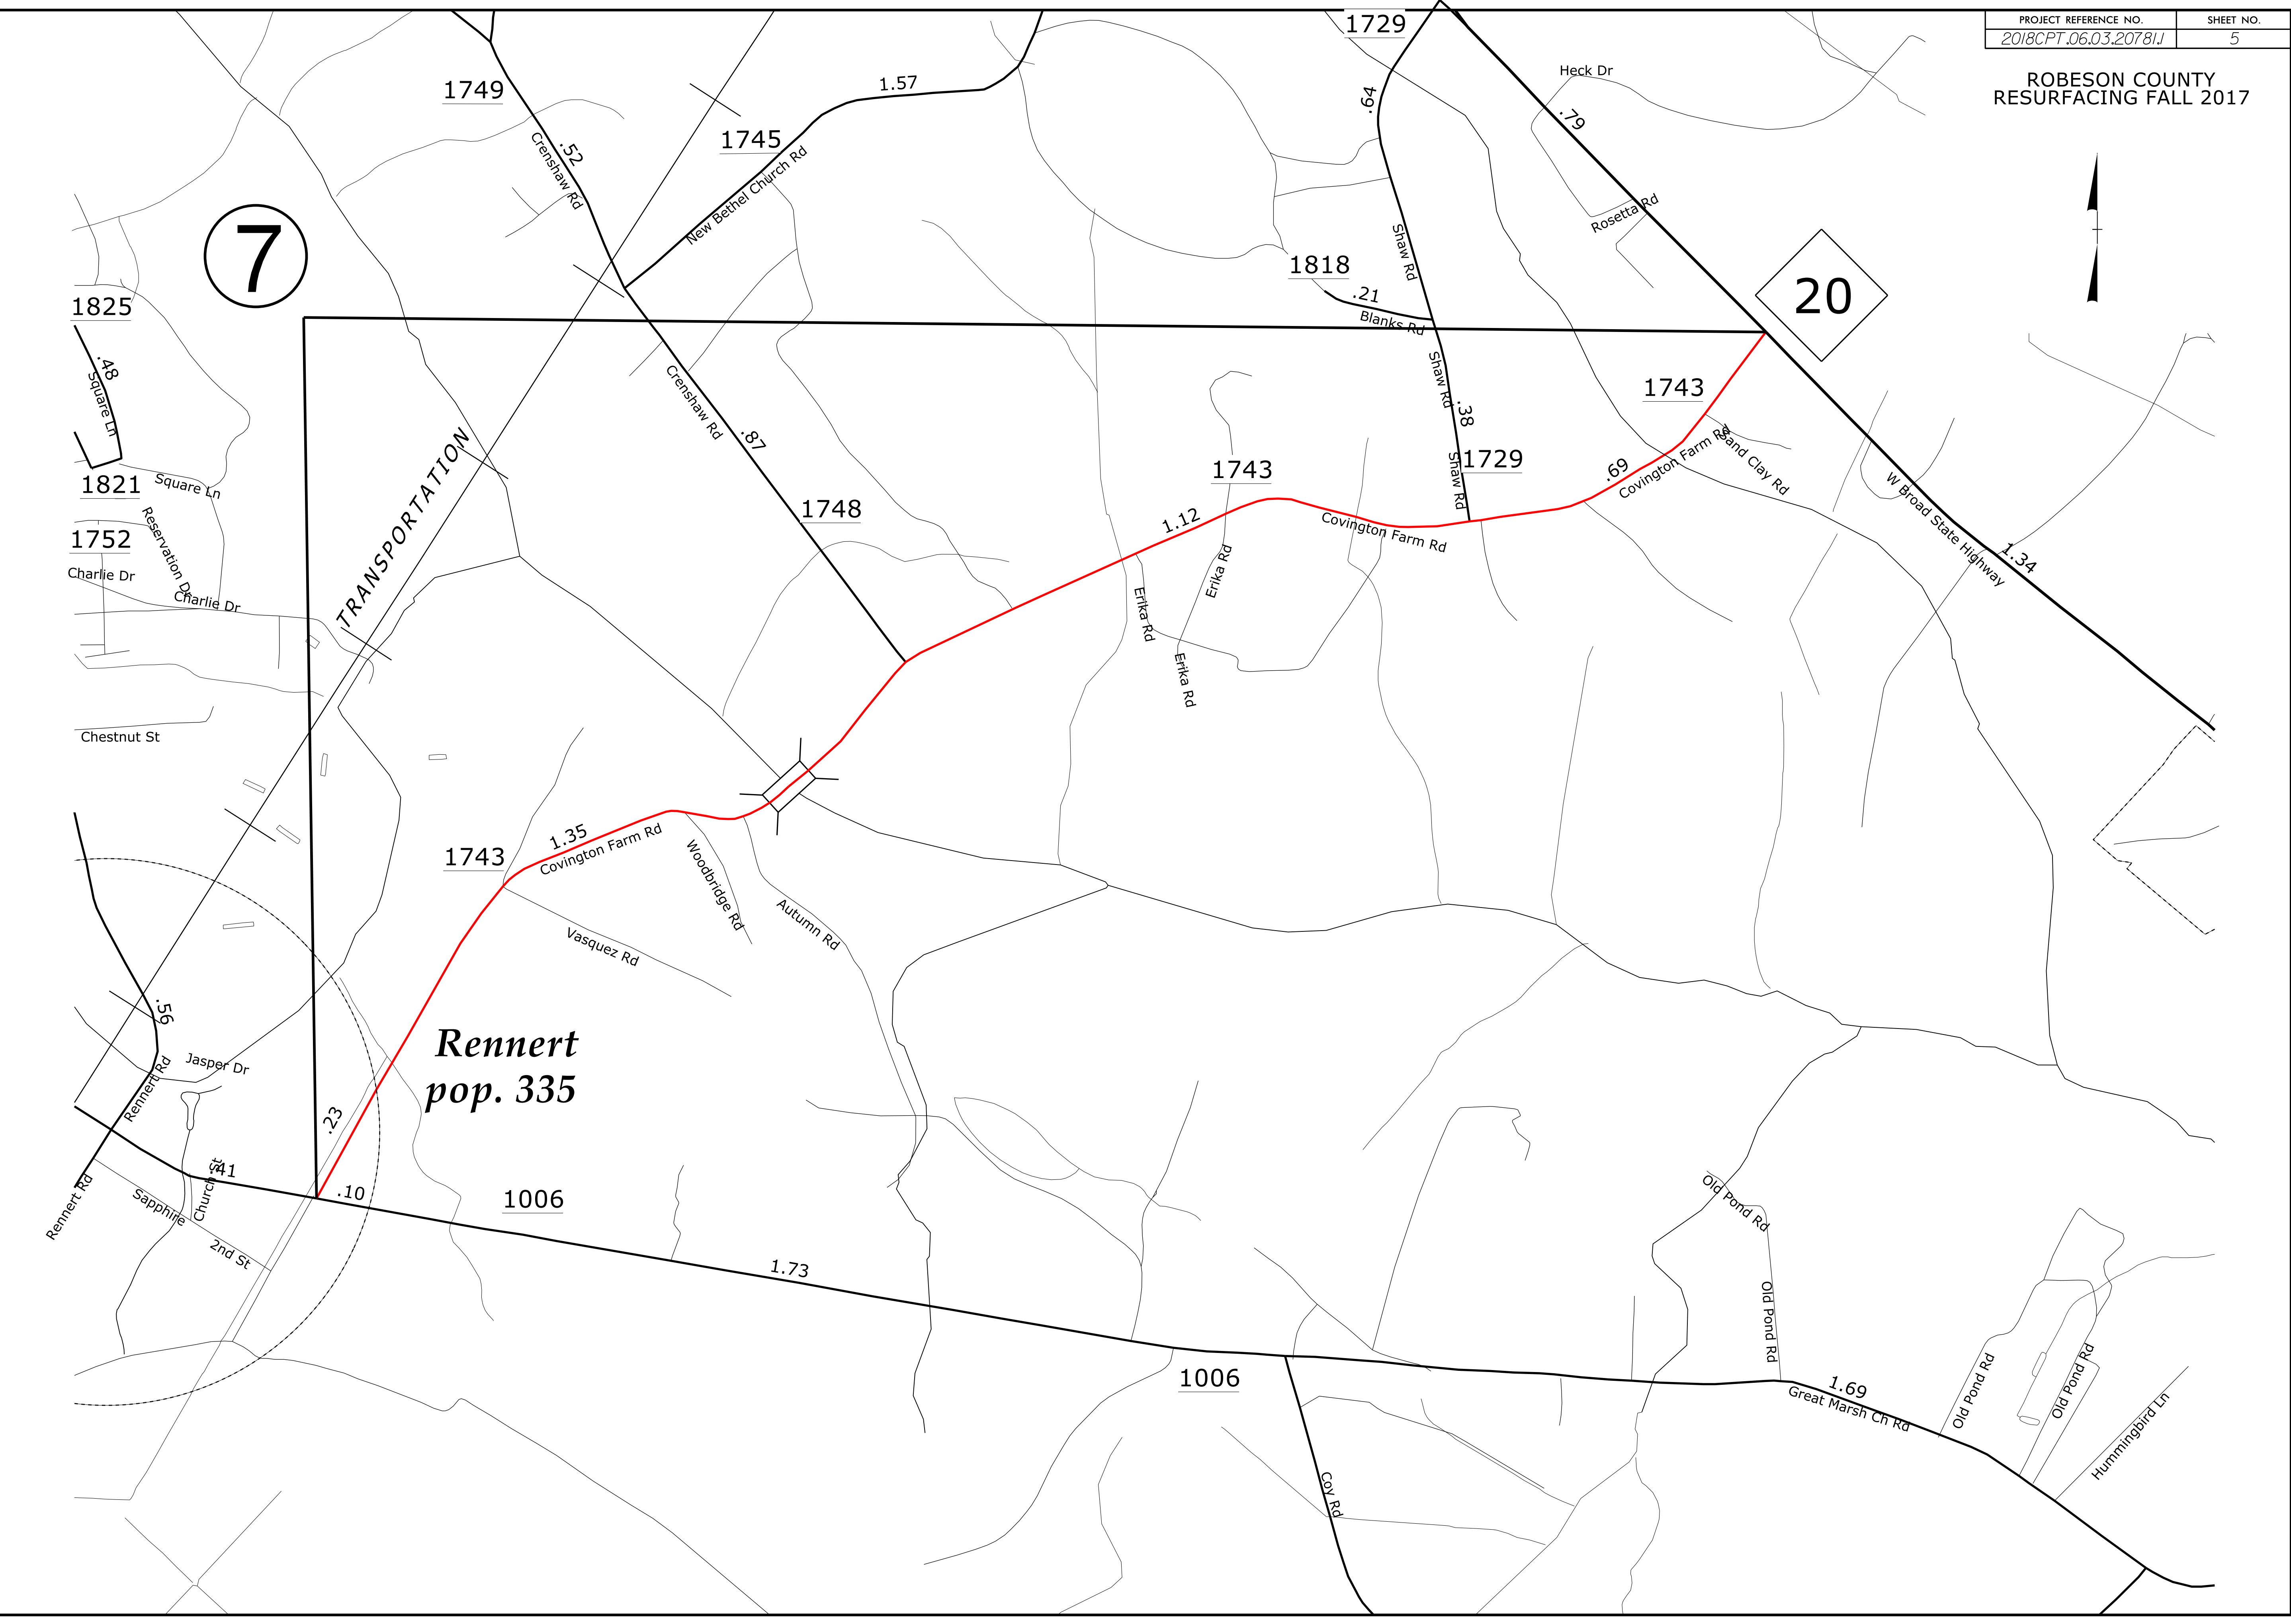 PROJECT REFERENCE NO.
SHEET NO.
2018CPT.06.03.20781.1
5
ROBESON COUNTY
RESURFACING FALL 2017
1729
1749
1.57
.64
Heck Dr
.79
1745
.52
Crenshaw Rd
New Bethel Church Rd
Rosetta Rd
7
Shaw Rd
1818
20
.21
1825
Blanks Rd
.48
Square Ln
Crenshaw Rd
Shaw Rd
1743
.38
.87
TRANSPORTATION
1743
1729
Covington Farm Rd
Sand Clay Rd
.69
1821
Square Ln
Shaw Rd
W Broad State Highway
1748
1.12
Covington Farm Rd
1752
Reservation Dr
1.34
Charlie Dr
Charlie Dr
Erika Rd
Erika Rd
Erika Rd
Chestnut St
1.35
Covington Farm Rd
1743
Woodbridge Rd
Autumn Rd
Vasquez Rd
.56
Rennert
pop. 335
Jasper Dr
Rennert Rd
.23
.41
.10
1006
Church St
Sapphire
Rennert Rd
2nd St
Old Pond Rd
1.73
Old Pond Rd
1006
1.69
Great Marsh Ch Rd
Old Pond Rd
Old Pond Rd
Hummingbird Ln
Coy Rd